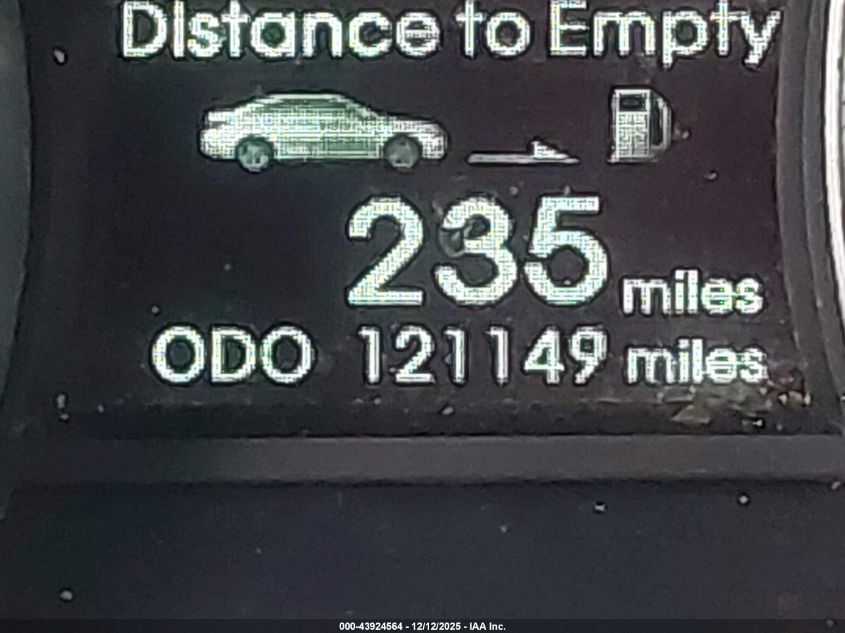 Distance to Empty
235 miles
ODO 121149 miles
000-43924564 - 12/12/2025 - IAA Inc.